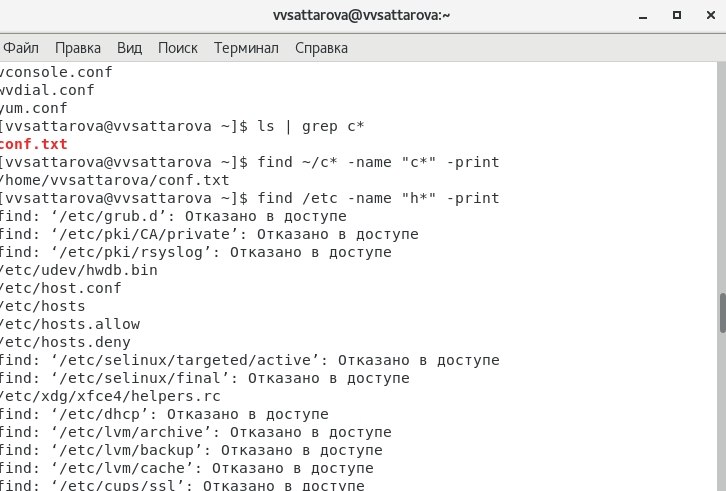 vvsattarova@vvsattarova:~
Файл Правка Вид Поиск Терминал Справка
vconsole.conf
wvdial.conf
yum.conf
[vvsattarova@vvsattarova ~]$ ls | grep c*
conf.txt
[vvsattarova@vvsattarova ~]$ find ~/c* -name "c*" -print
/home/vvsattarova/conf.txt
[vvsattarova@vvsattarova ~]$ find /etc -name "h*" -print
find: ‘/etc/grub.d’: Отказано в доступе
find: ‘/etc/pki/CA/private’: Отказано в доступе
find: ‘/etc/pki/rsyslog’: Отказано в доступе
/etc/udev/hwdb.bin
/etc/host.conf
/etc/hosts
/etc/hosts.allow
/etc/hosts.deny
find: ‘/etc/selinux/targeted/active’: Отказано в доступе
find: ‘/etc/selinux/final’: Отказано в доступе
/etc/xdg/xfce4/helpers.rc
find: ‘/etc/dhcp’: Отказано в доступе
find: ‘/etc/lvm/archive’: Отказано в доступе
find: ‘/etc/lvm/backup’: Отказано в доступе
find: ‘/etc/lvm/cache’: Отказано в доступе
find: ‘/etc/cups/ssl’: Отказано в доступе